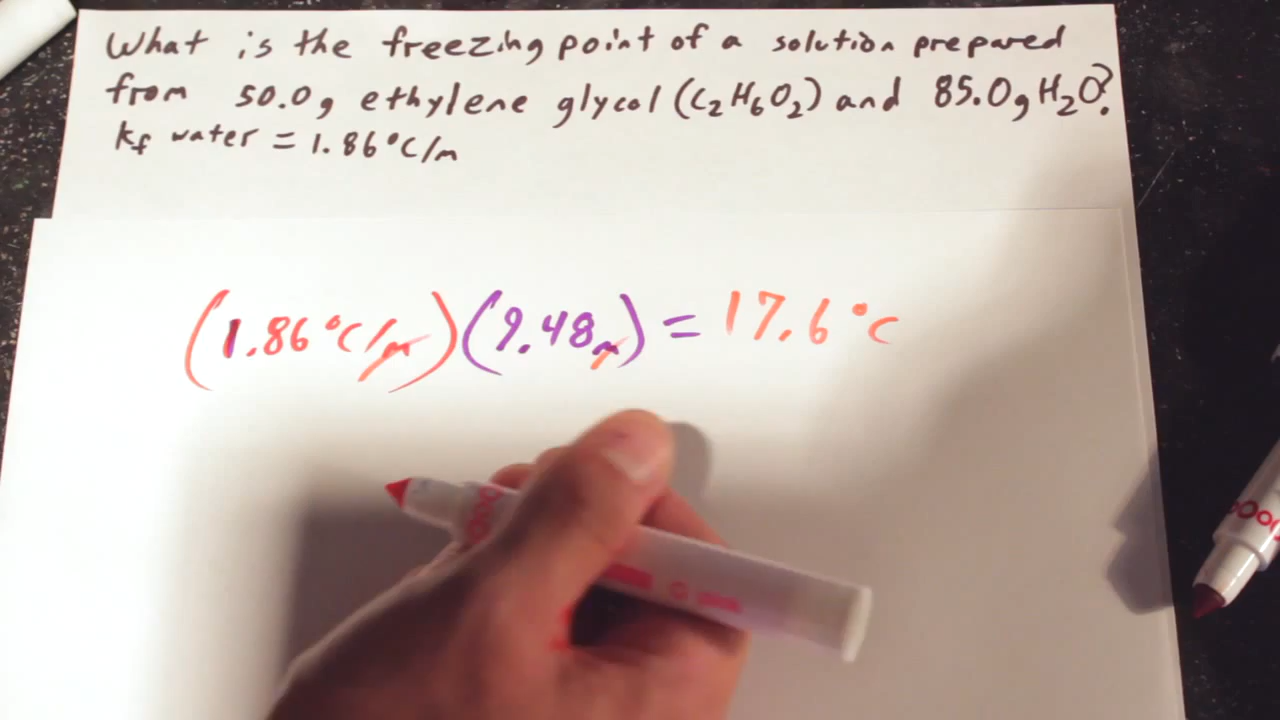 What is the freezing point of a solution prepared
from 50.0g ethylene glycol (C₂H₆O₂) and 85.0g H₂O?
kf water = 1.86°C/m
(1.86°C/m)(9.48m) = 17.6°C